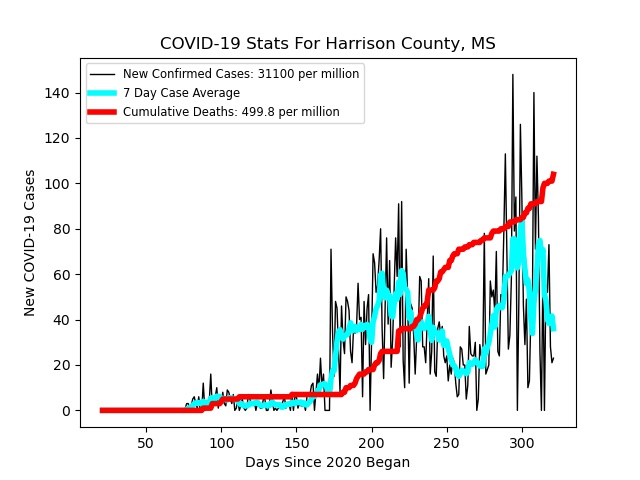 COVID-19 Stats For Harrison County, MS
New Confirmed Cases: 31100 per million
7 Day Case Average
Cumulative Deaths: 499.8 per million
New COVID-19 Cases
140
120
100
80
60
40
20
0
50 100 150 200 250 300
Days Since 2020 Began